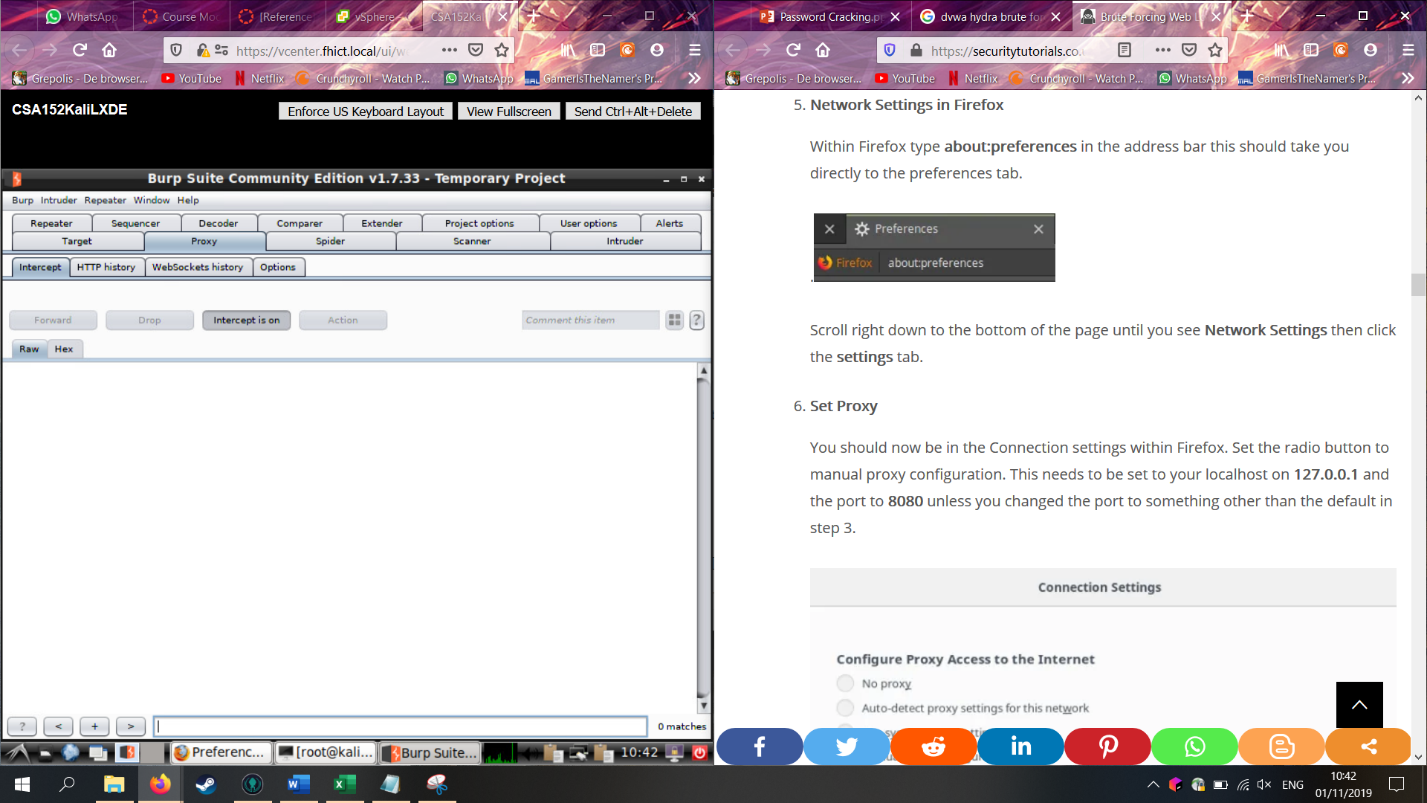 WhatsApp
Course Mo
[Reference
vSphere -
CSA152Kali
https://vcenter.fhict.local/ui/w
Grepolis - De browser...
YouTube
Netflix
Crunchyroll - Watch P...
WhatsApp
GamerIsTheNamer's Pr...
CSA152KaliLXDE
Enforce US Keyboard Layout
View Fullscreen
Send Ctrl+Alt+Delete
Burp Suite Community Edition v1.7.33 - Temporary Project
Burp Intruder Repeater Window Help
Repeater Sequencer Decoder Comparer Extender Project options User options Alerts
Target Proxy Spider Scanner Intruder
Intercept HTTP history WebSockets history Options
Forward Drop Intercept is on Action Comment this item ?
Raw Hex
? < + > 0 matches
Preferenc... [root@kali... Burp Suite... 10:42
Password Cracking.p
dvwa hydra brute fo
Brute Forcing Web L
https://securitytutorials.co.
Grepolis - De browser...
YouTube
Netflix
Crunchyroll - Watch P...
WhatsApp
GamerIsTheNamer's Pr...
5. Network Settings in Firefox
Within Firefox type about:preferences in the address bar this should take you
directly to the preferences tab.
Preferences
Firefox about:preferences
.
Scroll right down to the bottom of the page until you see Network Settings then click
the settings tab.
6. Set Proxy
You should now be in the Connection settings within Firefox. Set the radio button to
manual proxy configuration. This needs to be set to your localhost on 127.0.0.1 and
the port to 8080 unless you changed the port to something other than the default in
step 3.
Connection Settings
Configure Proxy Access to the Internet
No proxy
Auto-detect proxy settings for this network
ENG
10:42
01/11/2019